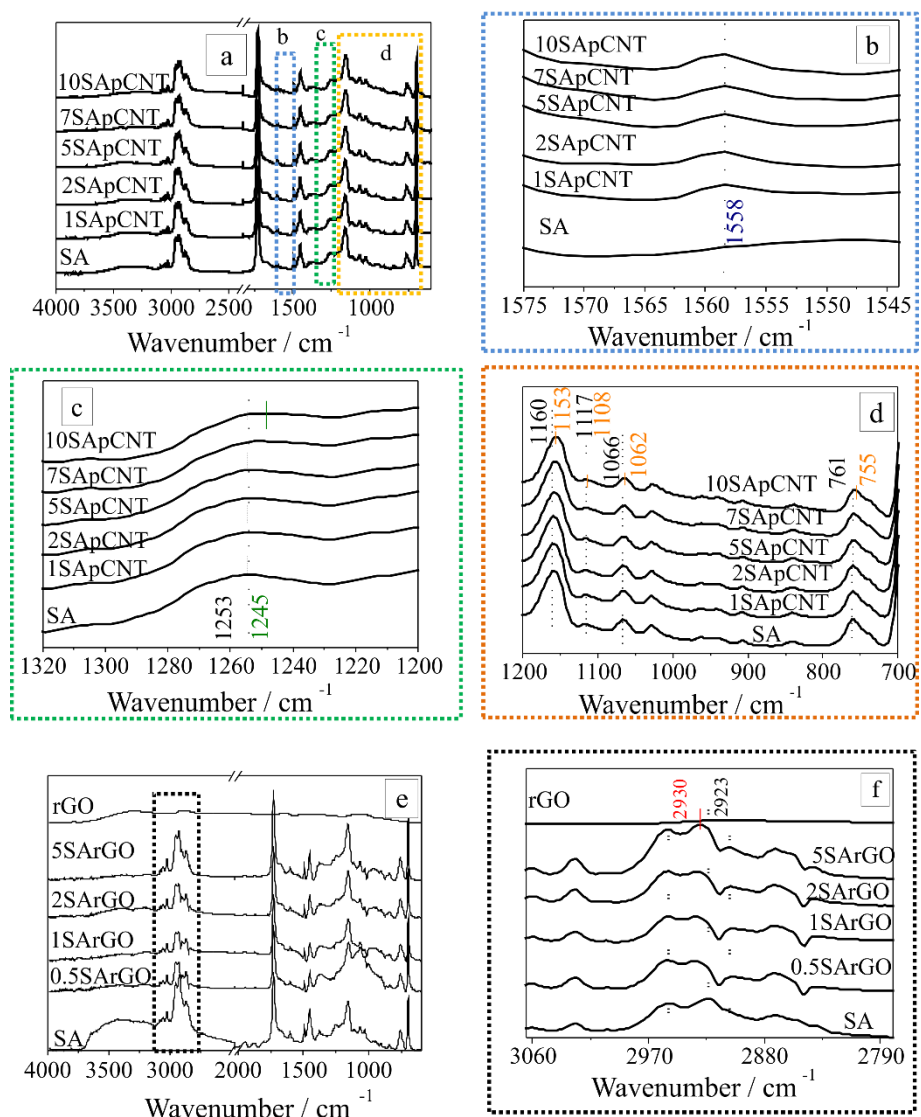 a
b
c
d
10SApCNT
7SApCNT
5SApCNT
2SApCNT
1SApCNT
SA
4000 3500 3000 2500 1500 1000
Wavenumber / cm⁻¹
b
10SApCNT
7SApCNT
5SApCNT
2SApCNT
1SApCNT
SA
1558
1575 1570 1565 1560 1555 1550 1545
Wavenumber / cm⁻¹
c
10SApCNT
7SApCNT
5SApCNT
2SApCNT
1SApCNT
SA
1253
1245
1320 1300 1280 1260 1240 1220 1200
Wavenumber / cm⁻¹
d
1160
1153
1117
1108
1066
1062
761
755
10SApCNT
7SApCNT
5SApCNT
2SApCNT
1SApCNT
SA
1200 1100 1000 900 800 700
Wavenumber / cm⁻¹
e
rGO
5SArGO
2SArGO
1SArGO
0.5SArGO
SA
4000 3000 2000 1500 1000
Wavenumber / cm⁻¹
f
rGO
2930
2923
5SArGO
2SArGO
1SArGO
0.5SArGO
SA
3060 2970 2880 2790
Wavenumber / cm⁻¹